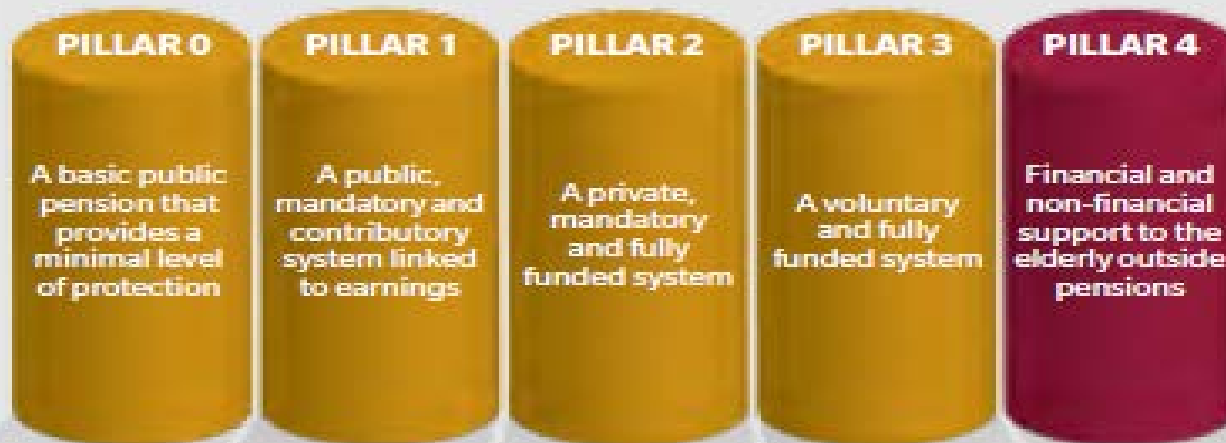 PILLAR 0
A basic public
pension that
provides a
minimal level
of protection
PILLAR 1
A public,
mandatory and
contributory
system linked
to earnings
PILLAR 2
A private,
mandatory
and fully
funded system
PILLAR 3
A voluntary
and fully
funded system
PILLAR 4
Financial and
non-financial
support to the
elderly outside
pensions